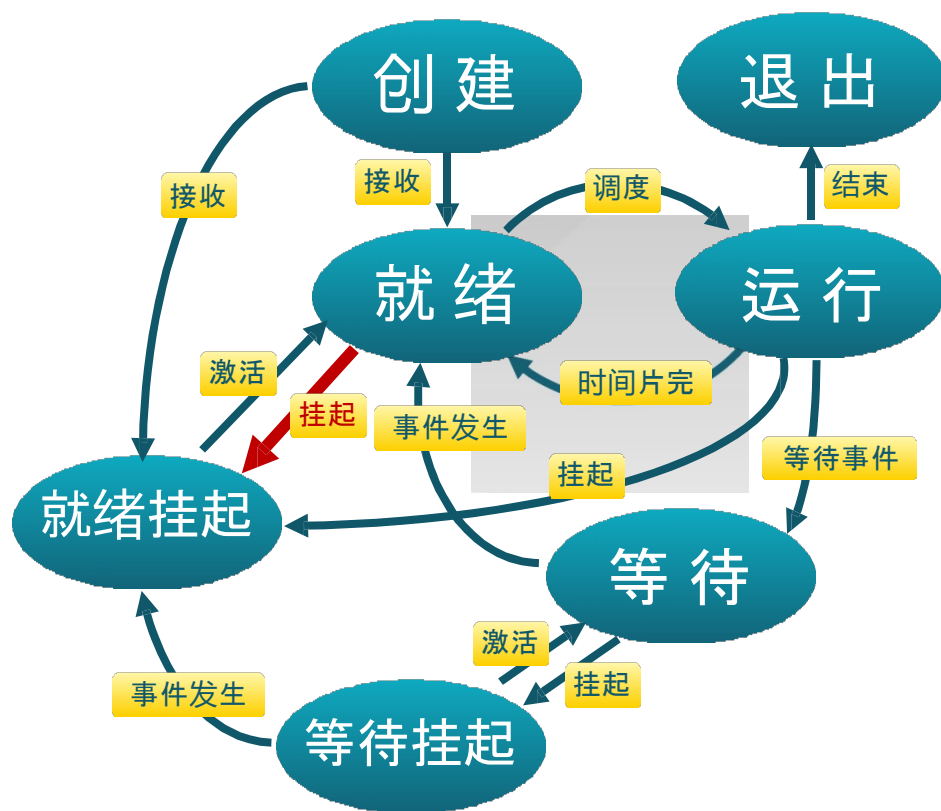 创建
退出
接收
接收
调度
结束
就绪
运行
激活
挂起
时间片完
事件发生
等待事件
挂起
就绪挂起
等待
激活
挂起
事件发生
等待挂起